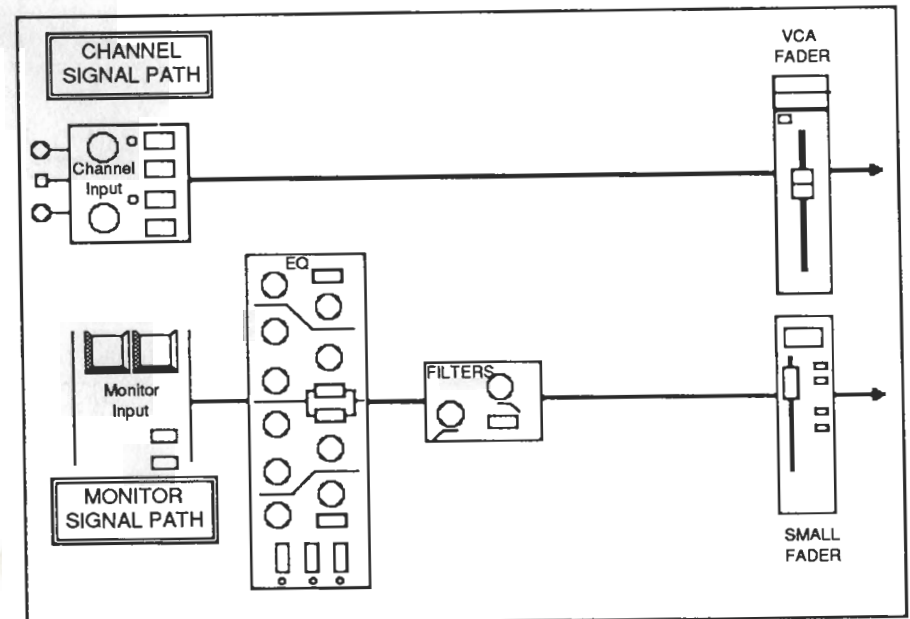 CHANNEL
SIGNAL PATH
VCA
FADER
Channel
Input
EQ
Monitor
Input
FILTERS
MONITOR
SIGNAL PATH
SMALL
FADER